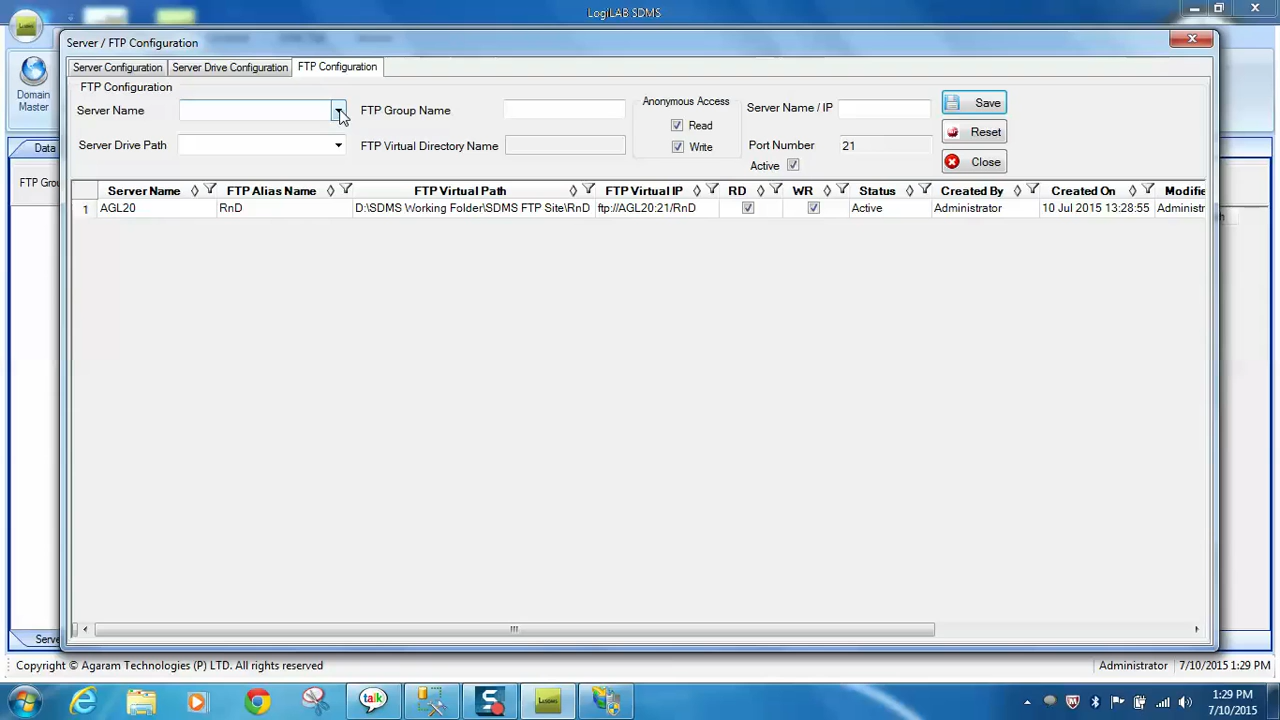 LogiLAB SDMS
Server / FTP Configuration
Server Configuration Server Drive Configuration FTP Configuration
FTP Configuration
Domain Master
Server Name
FTP Group Name
Anonymous Access
Read
Write
Server Name / IP
Save
Server Drive Path
FTP Virtual Directory Name
Port Number 21
Reset
Active
Close
Data
FTP Grou
Server Name FTP Alias Name FTP Virtual Path FTP Virtual IP RD WR Status Created By Created On Modifie
1 AGL20 RnD D:\SDMS Working Folder\SDMS FTP Site\RnD ftp://AGL20:21/RnD Active Administrator 10 Jul 2015 13:28:55 Administr
Serve
Copyright © Agaram Technologies (P) LTD. All rights reserved
Administrator 7/10/2015 1:29 PM
talk
S
1:29 PM
7/10/2015